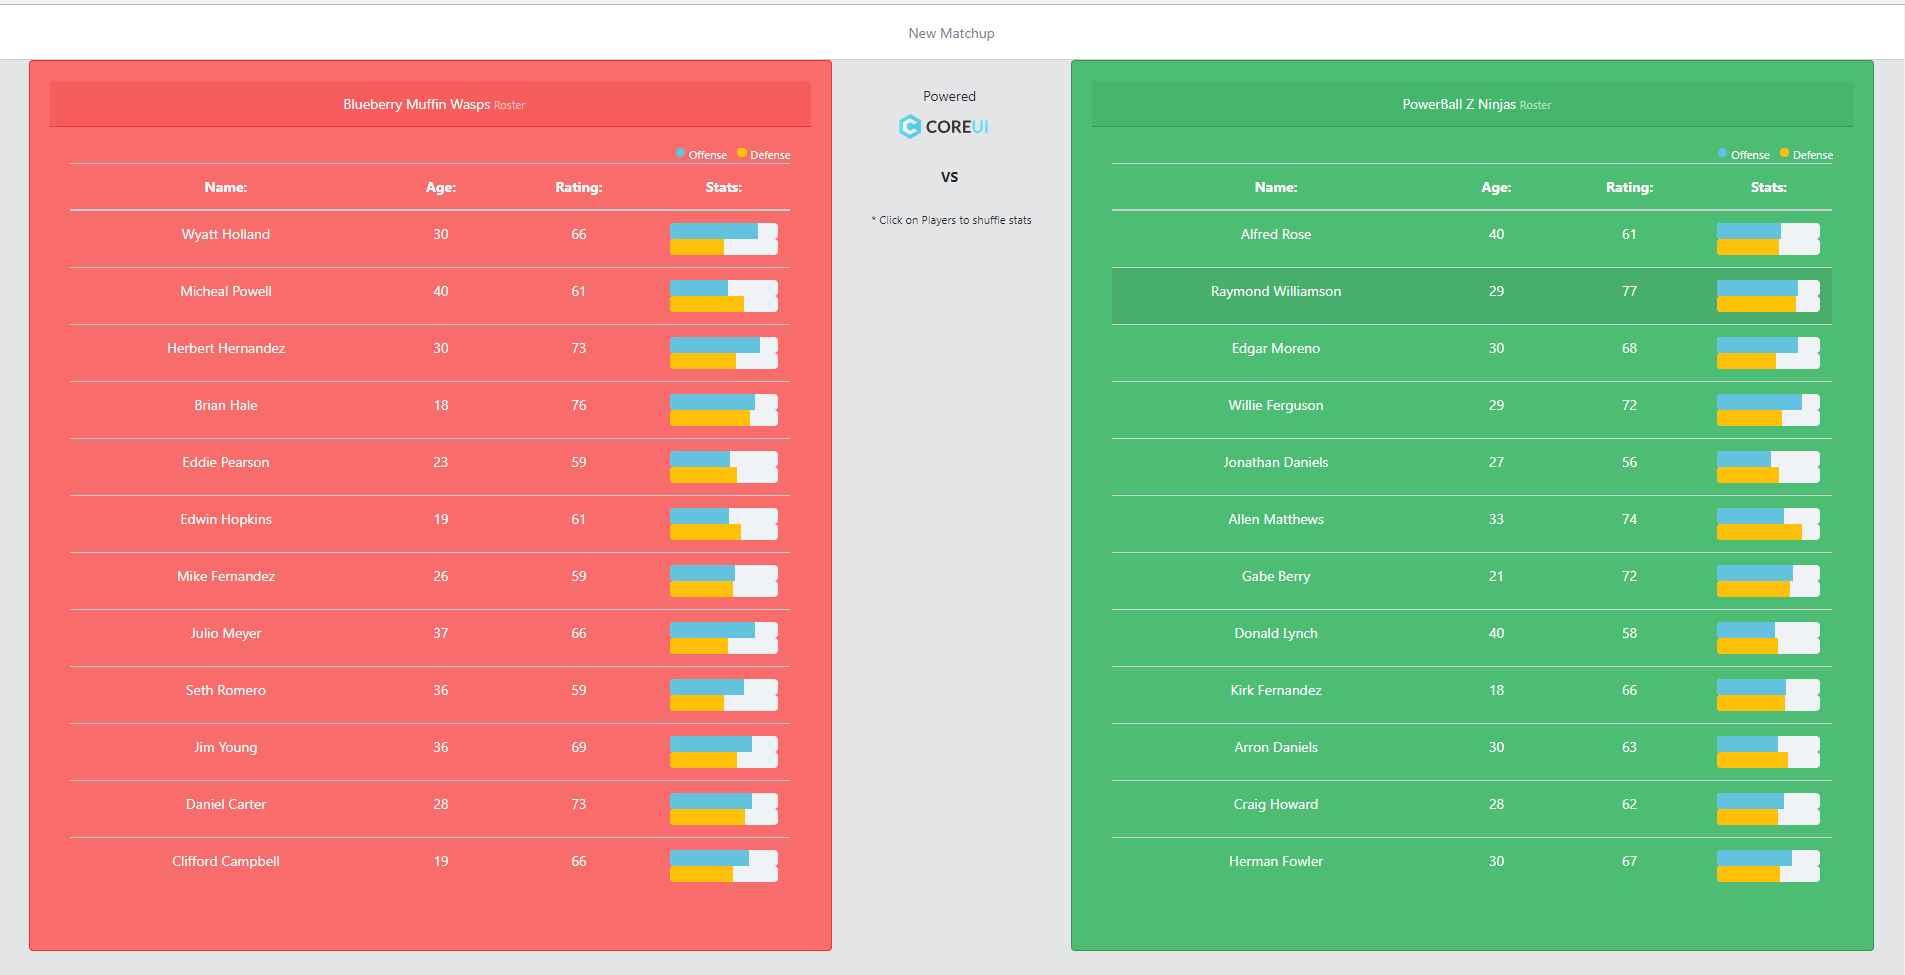 New Matchup
Blueberry Muffin Wasps Roster
Offense Defense
Name: Age: Rating: Stats:
Wyatt Holland 30 66
Micheal Powell 40 61
Herbert Hernandez 30 73
Brian Hale 18 76
Eddie Pearson 23 59
Edwin Hopkins 19 61
Mike Fernandez 26 59
Julio Meyer 37 66
Seth Romero 36 59
Jim Young 36 69
Daniel Carter 28 73
Clifford Campbell 19 66
Powered
COREUI
VS
* Click on Players to shuffle stats
PowerBall Z Ninjas Roster
Offense Defense
Name: Age: Rating: Stats:
Alfred Rose 40 61
Raymond Williamson 29 77
Edgar Moreno 30 68
Willie Ferguson 29 72
Jonathan Daniels 27 56
Allen Matthews 33 74
Gabe Berry 21 72
Donald Lynch 40 58
Kirk Fernandez 18 66
Arron Daniels 30 63
Craig Howard 28 62
Herman Fowler 30 67